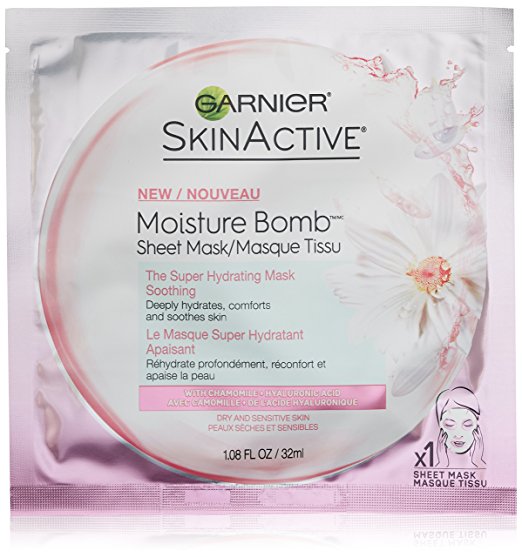 GARNIER®
SKINACTIVE®
NEW / NOUVEAU
Moisture Bomb™/MC
Sheet Mask/Masque Tissu
The Super Hydrating Mask
Soothing
Deeply hydrates, comforts
and soothes skin
Le Masque Super Hydratant
Apaisant
Réhydrate profondément, réconfort et
apaise la peau
WITH CHAMOMILE + HYALURONIC ACID
AVEC CAMOMILLE + DE L'ACIDE HYALURONIQUE
DRY AND SENSITIVE SKIN
PEAUX SÈCHES ET SENSIBLES
1.08 FL OZ / 32ml
x1
SHEET MASK
MASQUE TISSU